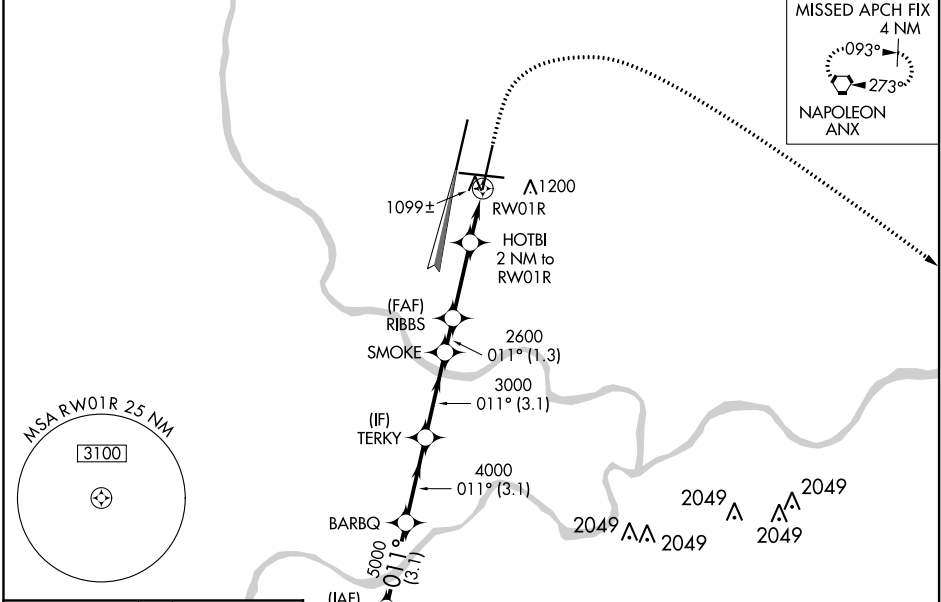 MISSED APCH FIX
4 NM
093°
273°
NAPOLEON
ANX
1200
1099±
RW01R
HOTBI
2 NM to
RW01R
(FAF)
RIBBS
2600
011° (1.3)
SMOKE
3000
011° (3.1)
(IF)
TERKY
4000
011° (3.1)
MSA RW01R 25 NM
3100
BARBQ
5000
011°
(3.1)
2049
2049
2049
2049
2049
(IAF)